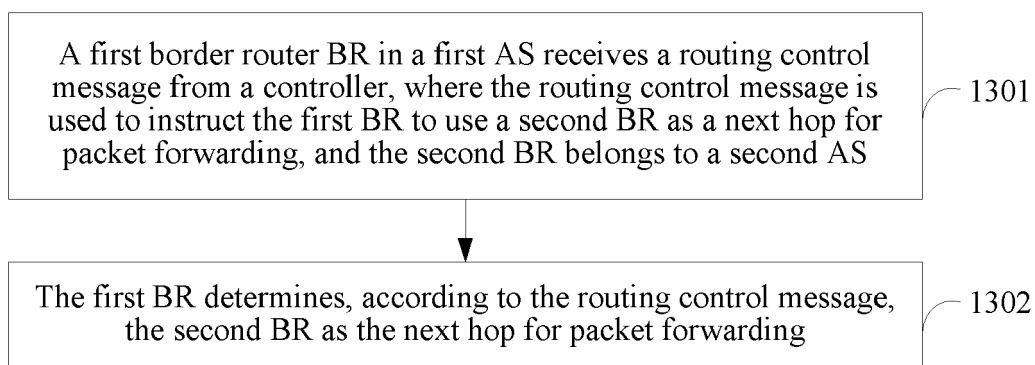 A first border router BR in a first AS receives a routing control
message from a controller, where the routing control message is
used to instruct the first BR to use a second BR as a next hop for
packet forwarding, and the second BR belongs to a second AS
1301
The first BR determines, according to the routing control message,
the second BR as the next hop for packet forwarding
1302